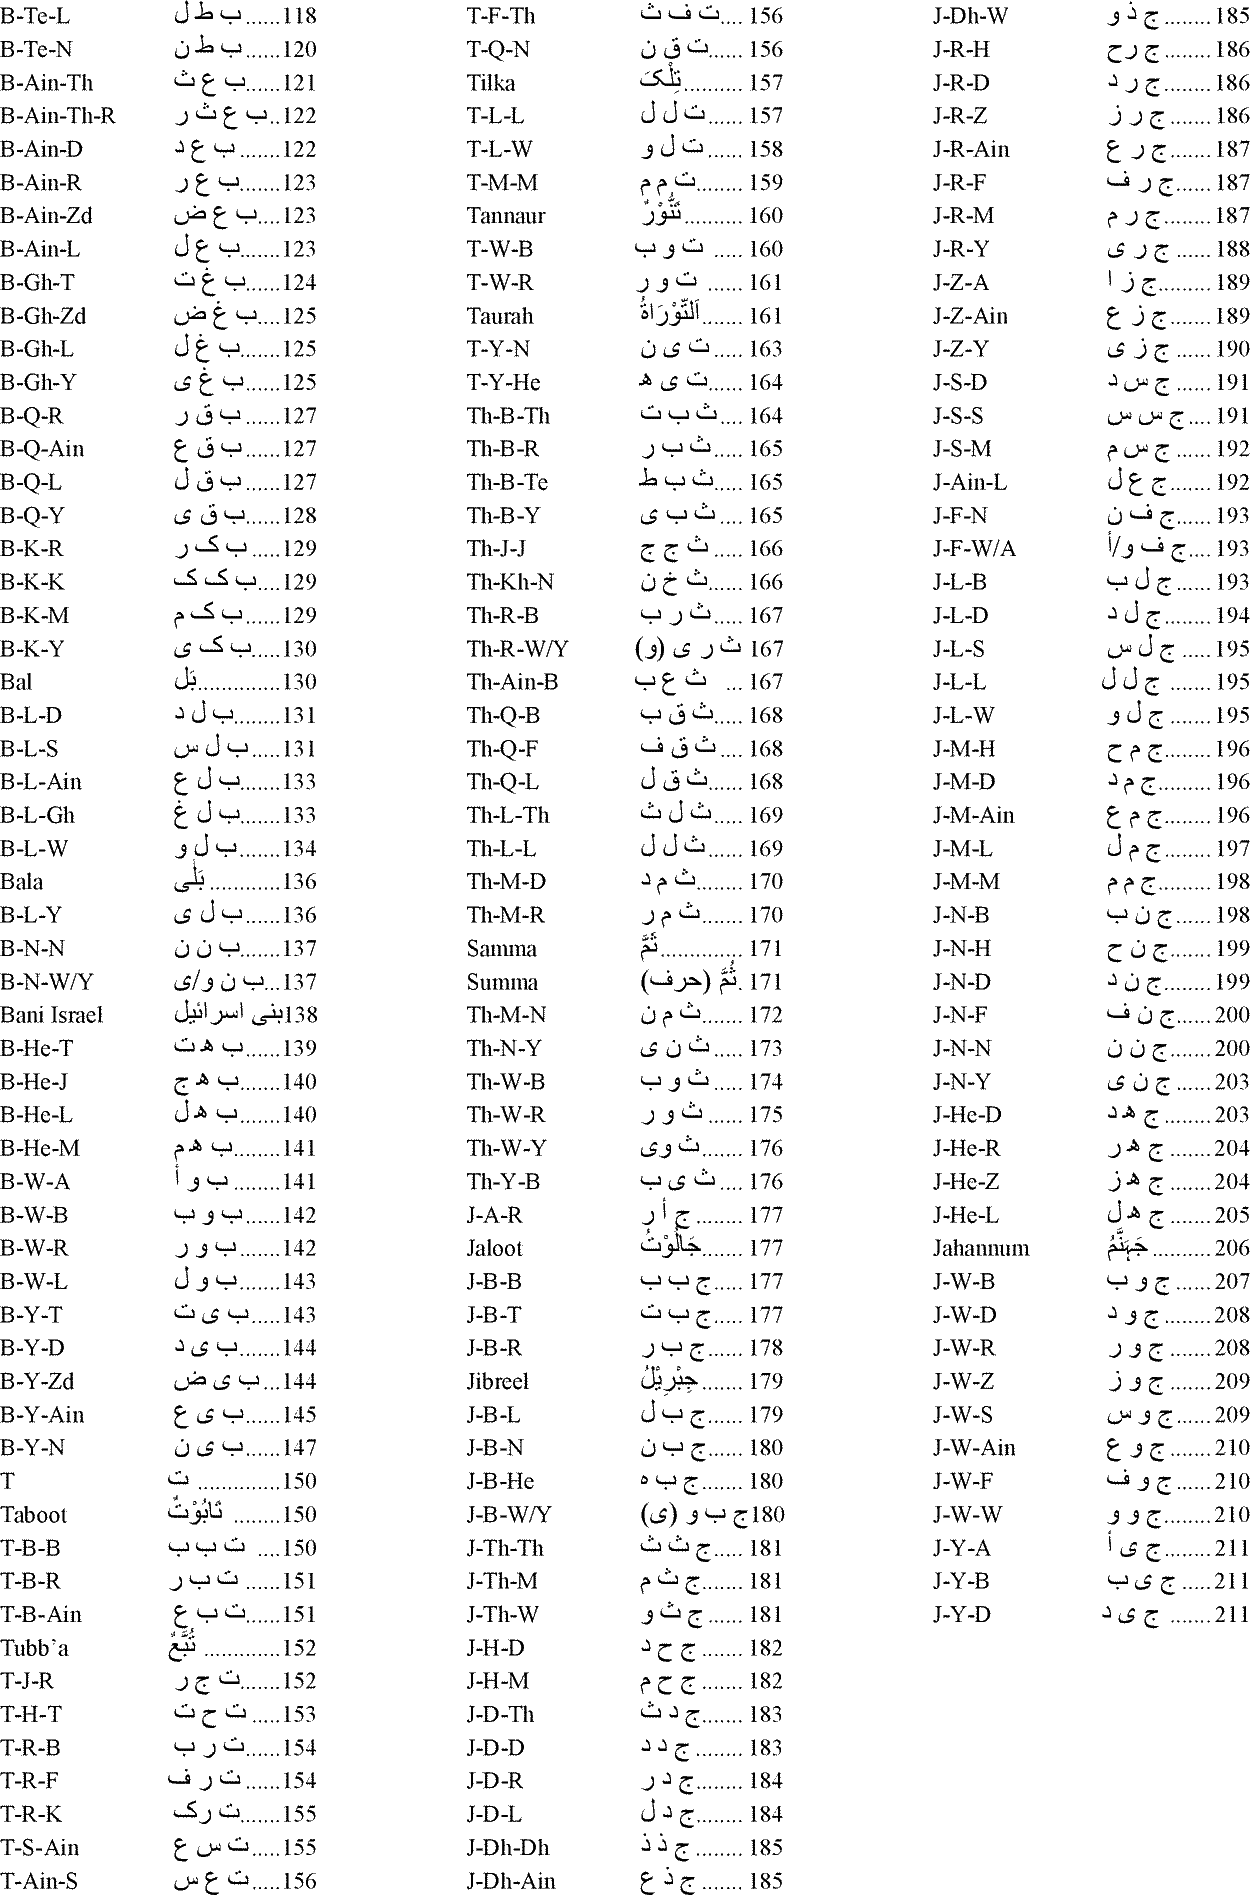 B-Te-L ب ط ل......118
B-Te-N ب ط ن......120
B-Ain-Th ب ع ث......121
B-Ain-Th-R ب ع ث ر..122
B-Ain-D ب ع د.......122
B-Ain-R ب ع ر......123
B-Ain-Zd ب ع ض....123
B-Ain-L ب ع ل.......123
B-Gh-T ب غ ت......124
B-Gh-Zd ب غ ض....125
B-Gh-L ب غ ل......125
B-Gh-Y ب غ ی......125
B-Q-R ب ق ر......127
B-Q-Ain ب ق ع......127
B-Q-L ب ق ل......127
B-Q-Y ب ق ی......128
B-K-R ب ک ر......129
B-K-K ب ک ک......129
B-K-M ب ک م......129
B-K-Y ب ک ی.....130
Bal بَل..............130
B-L-D ب ل د........131
B-L-S ب ل س......131
B-L-Ain ب ل ع......133
B-L-Gh ب ل غ......133
B-L-W ب ل و.......134
Bala بَلٰی ............136
B-L-Y ب ل ی......136
B-N-N ب ن ن.......137
B-N-W/Y ب ن و/ی...137
Bani Israel بنی اسرائیل138
B-He-T ب ھ ت......139
B-He-J ب ھ ج ......140
B-He-L ب ھ ل ......140
B-He-M ب ھ م........141
B-W-A ب و أ ........141
B-W-B ب و ب ......142
B-W-R ب و ر........142
B-W-L ب و ل ......143
B-Y-T ب ی ت......143
B-Y-D ب ی د.......144
B-Y-Zd ب ی ض...144
B-Y-Ain ب ی ع......145
B-Y-N ب ی ن......147
T ت ..............150
Taboot تَابُوْتٌ ........150
T-B-B ت ب ب ....150
T-B-R ت ب ر......151
T-B-Ain ت ب ع......151
Tubb'a تُبَّعٌ .............152
T-J-R ت ج ر.......152
T-H-T ت ح ت .....153
T-R-B ت ر ب......154
T-R-F ت ر ف......154
T-R-K ت ر ک.......155
T-S-Ain ت س ع .....155
T-Ain-S ت ع س.....156
T-F-Th ت ف ث ..... 156
T-Q-N ت ق ن ...... 156
Tilka تِلْکَ .......... 157
T-L-L ت ل ل...... 157
T-L-W ت ل و ...... 158
T-M-M ت م م....... 159
Tannaur تَنُّوْرٌ.......... 160
T-W-B ت و ب ..... 160
T-W-R ت و ر ...... 161
Taurah اَلتَّوْرَاةُ....... 161
T-Y-N ت ی ن ..... 163
T-Y-He ت ی ھ ..... 164
Th-B-Th ث ب ت .... 164
Th-B-R ث ب ر ..... 165
Th-B-Te ث ب ط..... 165
Th-B-Y ث ب ی .... 165
Th-J-J ث ج ج ..... 166
Th-Kh-N ث خ ن ...... 166
Th-R-B ث ر ب...... 167
Th-R-W/Y ث ر ی (و) 167
Th-Ain-B ث ع ب ... 167
Th-Q-B ث ق ب..... 168
Th-Q-F ث ق ف ..... 168
Th-Q-L ث ق ل ..... 168
Th-L-Th ث ل ث ..... 169
Th-L-L ث ل ل...... 169
Th-M-D ث م د....... 170
Th-M-R ث م ر....... 170
Samma ثَمَّ.............. 171
Summa ثُمَّ (حرف). 171
Th-M-N ث م ن ...... 172
Th-N-Y ث ن ی ..... 173
Th-W-B ث و ب ..... 174
Th-W-R ث و ر ...... 175
Th-W-Y ث وی...... 176
Th-Y-B ث ی ب .... 176
J-A-R ج أ ر ........ 177
Jaloot جَالُوْتُ....... 177
J-B-B ج ب ب ..... 177
J-B-T ج ب ت ..... 177
J-B-R ج ب ر ...... 178
Jibreel جِبْرِیْلُ....... 179
J-B-L ج ب ل ...... 179
J-B-N ج ب ن...... 180
J-B-He ج ب ہ ...... 180
J-B-W/Y ج ب و (ی)180
J-Th-Th ج ث ث ..... 181
J-Th-M ج ث م ...... 181
J-Th-W ج ث و ...... 181
J-H-D ج ح د ....... 182
J-H-M ج ح م ....... 182
J-D-Th ج د ث....... 183
J-D-D ج د د ........ 183
J-D-R ج د ر........ 184
J-D-L ج د ل........ 184
J-Dh-Dh ج ذ ذ ........ 185
J-Dh-Ain ج ذ ع ....... 185
J-Dh-W ج ذ و ........185
J-R-H ج ر ح........186
J-R-D ج ر د ........186
J-R-Z ج ر ز .......186
J-R-Ain ج ر ع .......187
J-R-F ج ر ف .......187
J-R-M ج ر م .......187
J-R-Y ج ر ی ......188
J-Z-A ج ز ا.........189
J-Z-Ain ج ز ع .......189
J-Z-Y ج ز ی ......190
J-S-D ج س د ......191
J-S-S ج س س ....191
J-S-M ج س م ......192
J-Ain-L ج ع ل .......192
J-F-N ج ف ن......193
J-F-W/A ج ف و/أ....193
J-L-B ج ل ب ......193
J-L-D ج ل د........194
J-L-S ج ل س .....195
J-L-L ج ل ل .......195
J-L-W ج ل و .......195
J-M-H ج م ح ........196
J-M-D ج م د.........196
J-M-Ain ج م ع ........196
J-M-L ج م ل........197
J-M-M ج م م........198
J-N-B ج ن ب ......198
J-N-H ج ن ح .......199
J-N-D ج ن د .......199
J-N-F ج ن ف......200
J-N-N ج ن ن.......200
J-N-Y ج ن ی ......203
J-He-D ج ھ د ........203
J-He-R ج ھ ر .......204
J-He-Z ج ھ ز .......204
J-He-L ج ھ ل .......205
Jahannum جَہَنَّمُ ..........206
J-W-B ج و ب ......207
J-W-D ج و د ........208
J-W-R ج و ر .......208
J-W-Z ج و ز .......209
J-W-S ج و س .....209
J-W-Ain ج و ع .......210
J-W-F ج و ف ......210
J-W-W ج و و........210
J-Y-A ج ی أ .......211
J-Y-B ج ی ب .....211
J-Y-D ج ی د .......211